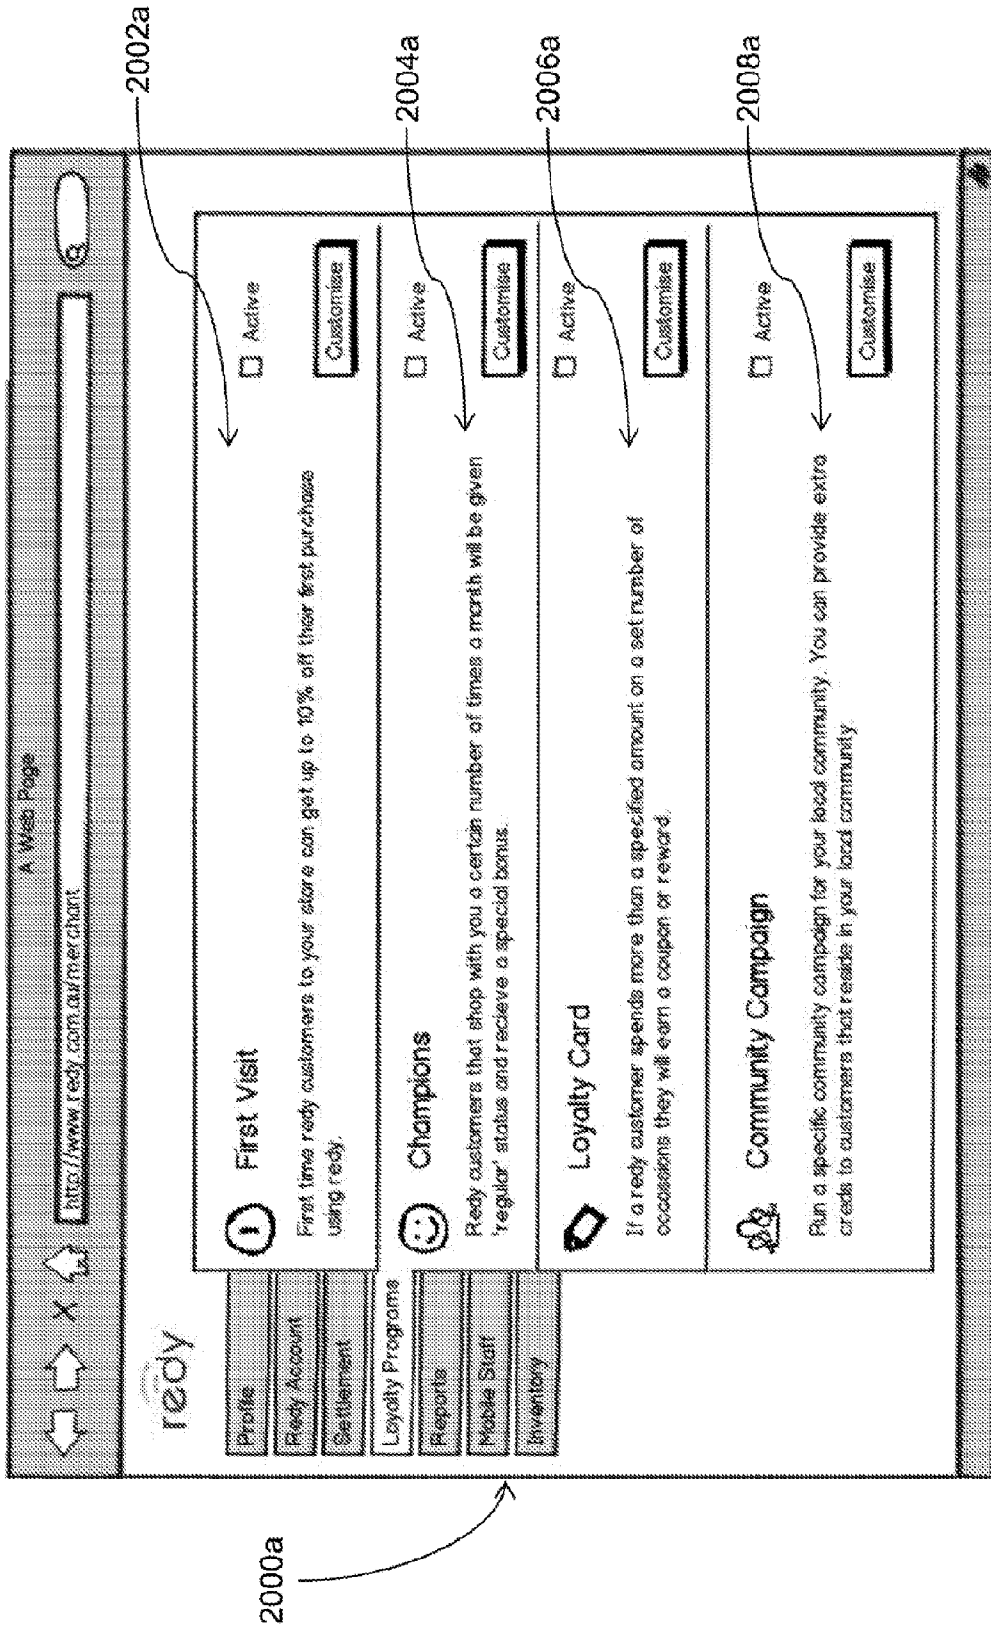 A Web Page
http://www.redy.com.au/merchant
redy
Profile
Redy Account
Settlement
Loyalty Programs
Reports
Mobile Staff
Inventory
First Visit
First time redy customers to your store can get up to 10% off their first purchase
using redy.
Active
Customise
Champions
Redy customers that shop with you a certain number of times a month will be given
'regular' status and recieve a special bonus.
Active
Customise
Loyalty Card
If a redy customer spends more than a specified amount on a set number of
occassions they will earn a coupon or reward.
Active
Customise
Community Campaign
Run a specific community campaign for your local community. You can provide extra
creds to customers that reside in your local community.
Active
Customise
2000a
2002a
2004a
2006a
2008a